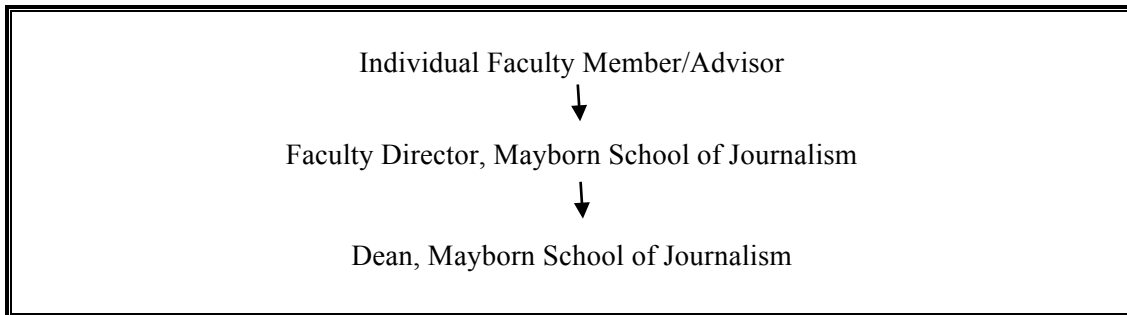 Individual Faculty Member/Advisor
Faculty Director, Mayborn School of Journalism
Dean, Mayborn School of Journalism